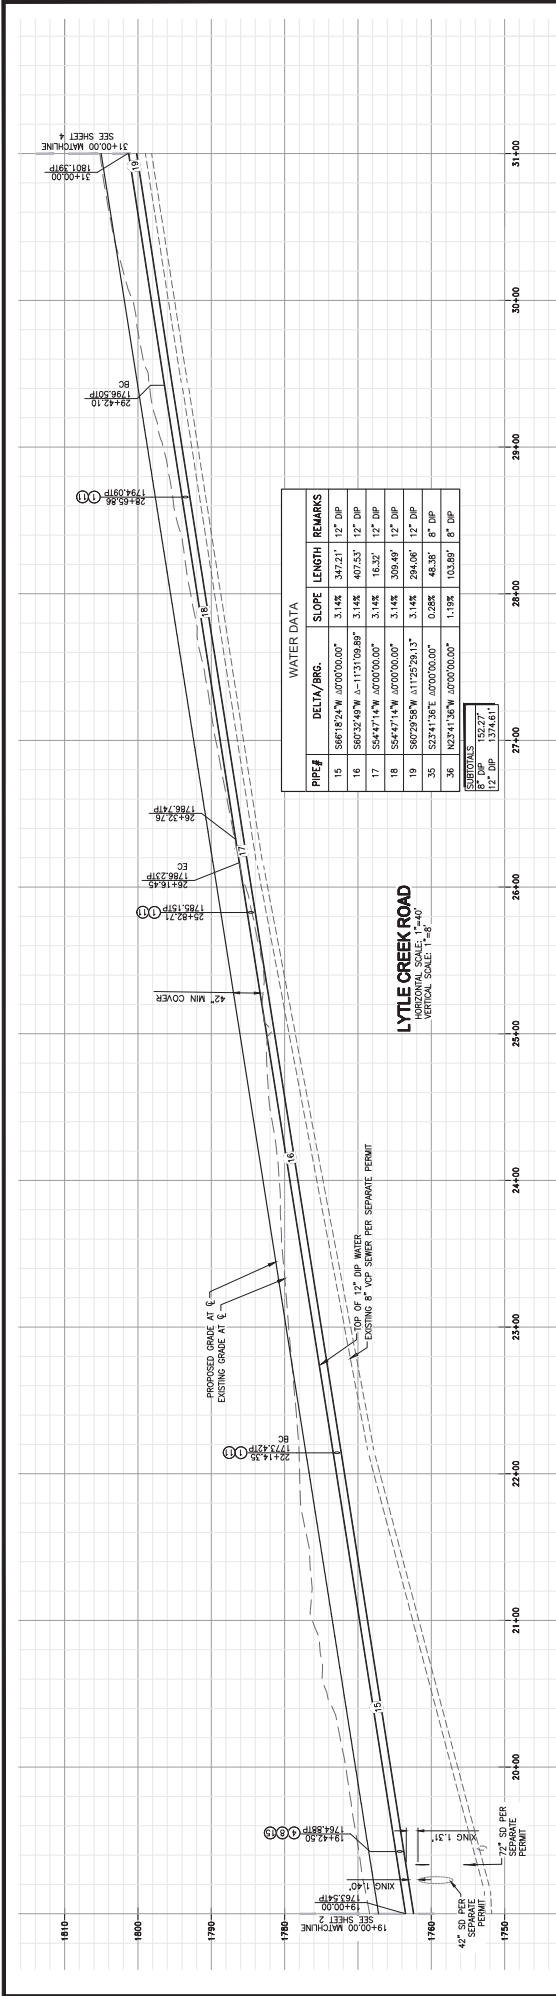 1810
1800
1790
1780
1760
1750
31+00
30+00
29+00
28+00
27+00
26+00
25+00
24+00
23+00
22+00
21+00
20+00
31+00.00 MATCHLINE
SEE SHEET 4
31+00.00
1801.39TP
19
29+42.10
1796.50TP
BC
28+65.86
1794.09TP
1
11
18
26+32.76
1786.74TP
17
26+16.45
1786.23TP
EC
25+82.71
1785.15TP
1
11
42" MIN COVER
16
PROPOSED GRADE AT ℄
EXISTING GRADE AT ℄
TOP OF 12" DIP WATER
EXISTING 8" VCP SEWER PER SEPARATE PERMIT
22+14.35
1773.42TP
BC
1
11
15
19+42.50
1764.88TP
4
8
15
XING 1.31'
XING 1.40'
19+00.00
1763.54TP
19+00.00 MATCHLINE
SEE SHEET 2
72" SD PER
SEPARATE
PERMIT
42" SD PER
SEPARATE
PERMIT
LYTLE CREEK ROAD
HORIZONTAL SCALE: 1"=40'
VERTICAL SCALE: 1"=8'
WATER DATA
PIPE# DELTA/BRG. SLOPE LENGTH REMARKS
15 S66°18'24"W Δ0°00'00.00" 3.14% 347.21' 12" DIP
16 S60°32'49"W Δ-11°31'09.89" 3.14% 407.53' 12" DIP
17 S54°47'14"W Δ0°00'00.00" 3.14% 16.32' 12" DIP
18 S54°47'14"W Δ0°00'00.00" 3.14% 309.49' 12" DIP
19 S60°29'58"W Δ11°25'29.13" 3.14% 294.06' 12" DIP
35 S23°41'36"E Δ0°00'00.00" 0.28% 48.38' 8" DIP
36 N23°41'36"W Δ0°00'00.00" 1.19% 103.89' 8" DIP
SUBTOTALS
8" DIP 152.27'
12" DIP 1374.61'